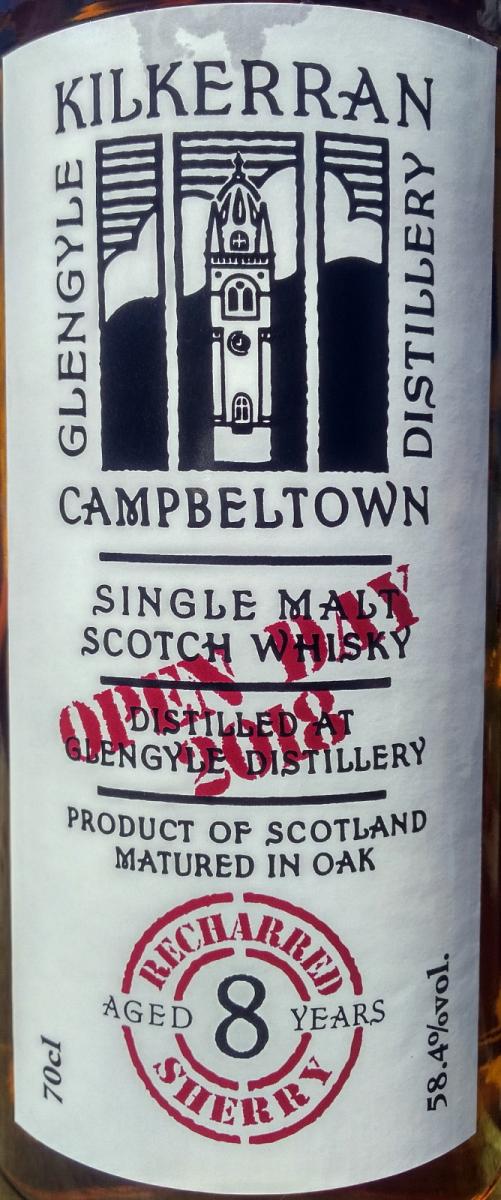 KILKERRAN
GLENGYLE
DISTILLERY
CAMPBELTOWN
SINGLE MALT
SCOTCH WHISKY
OPEN DAY
2018
DISTILLED AT
GLENGYLE DISTILLERY
PRODUCT OF SCOTLAND
MATURED IN OAK
RECHARRED
AGED 8 YEARS
SHERRY
70cl
58.4%vol.